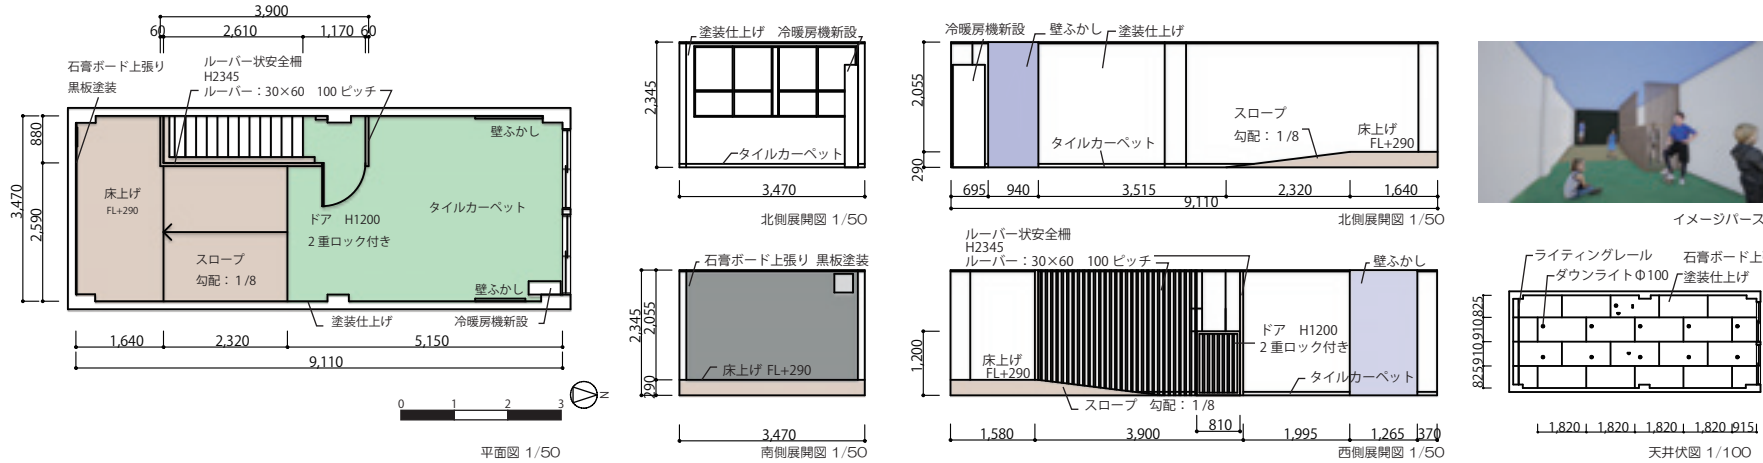 3,900
60 2,610 1,170 60
石膏ボード上張り
黒板塗装
ルーバー状安全柵
H2345
ルーバー：30×60 100 ピッチ
3,470
880
2,590
壁ふかし
床上げ
FL+290
ドア H1200
2 重ロック付き
タイルカーペット
スロープ
勾配：1/8
壁ふかし
塗装仕上げ
冷暖房機新設
1,640 2,320 5,150
9,110
0 1 2 3
N
平面図 1/50
塗装仕上げ 冷暖房機新設
2,345
タイルカーペット
3,470
北側展開図 1/50
石膏ボード上張り 黒板塗装
2,345
2,055
290
床上げ FL+290
3,470
南側展開図 1/50
冷暖房機新設 壁ふかし 塗装仕上げ
2,055
290
スロープ
勾配：1/8
床上げ
FL+290
タイルカーペット
695 940 3,515 2,320 1,640
9,110
北側展開図 1/50
ルーバー状安全柵
H2345
ルーバー：30×60 100 ピッチ
壁ふかし
1,200
床上げ
FL+290
ドア H1200
2 重ロック付き
タイルカーペット
スロープ 勾配：1/8
810
1,580 3,900 1,995 1,265 370
西側展開図 1/50
イメージパース
ライティングレール
ダウンライトΦ100
石膏ボード上
塗装仕上げ
825
910
910
825
1,820 1,820 1,820 1,820 915
天井伏図 1/100